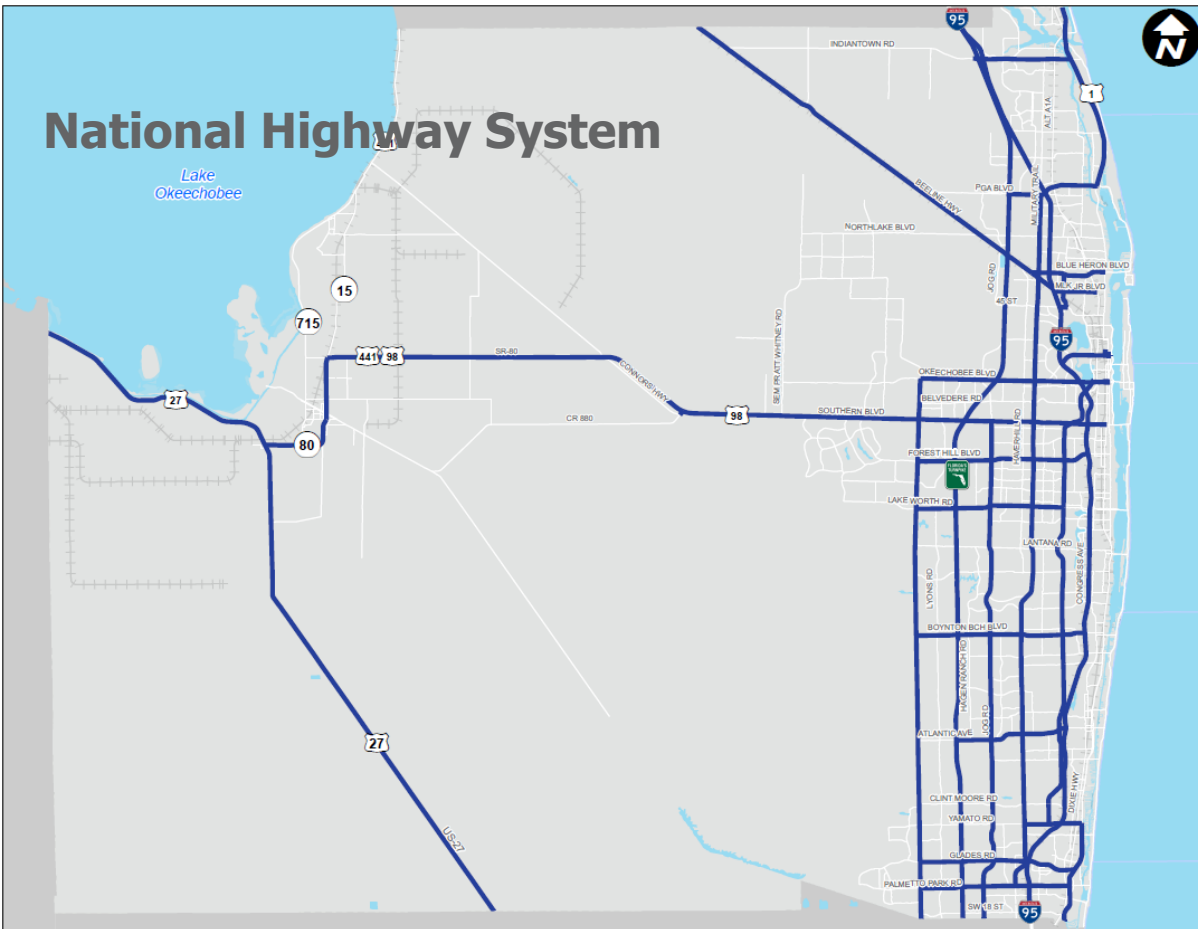 95
N
INDIANTOWN RD
1
ALT A1A
National Highway System
Lake
Okeechobee
PGA BLVD
MILITARY TRAIL
BEELINE HWY
NORTHLAKE BLVD
BLUE HERON BLVD
JOG RD
MLK JR BLVD
15
45 ST
715
SEM PRATT WHITNEY RD
95
441
98
SR-80
CONNORS HWY
OKEECHOBEE BLVD
27
BELVEDERE RD
98
SOUTHERN BLVD
CR 880
HAVERHILL RD
80
FOREST HILL BLVD
FLORIDA'S
TURNPIKE
LAKE WORTH RD
LANTANA RD
CONGRESS AVE
LYONS RD
BOYNTON BCH BLVD
HAGEN RANCH RD
JOG RD
27
ATLANTIC AVE
DIXIE HWY
CLINT MOORE RD
YAMATO RD
US-27
GLADES RD
PALMETTO PARK RD
SW 18 ST
95